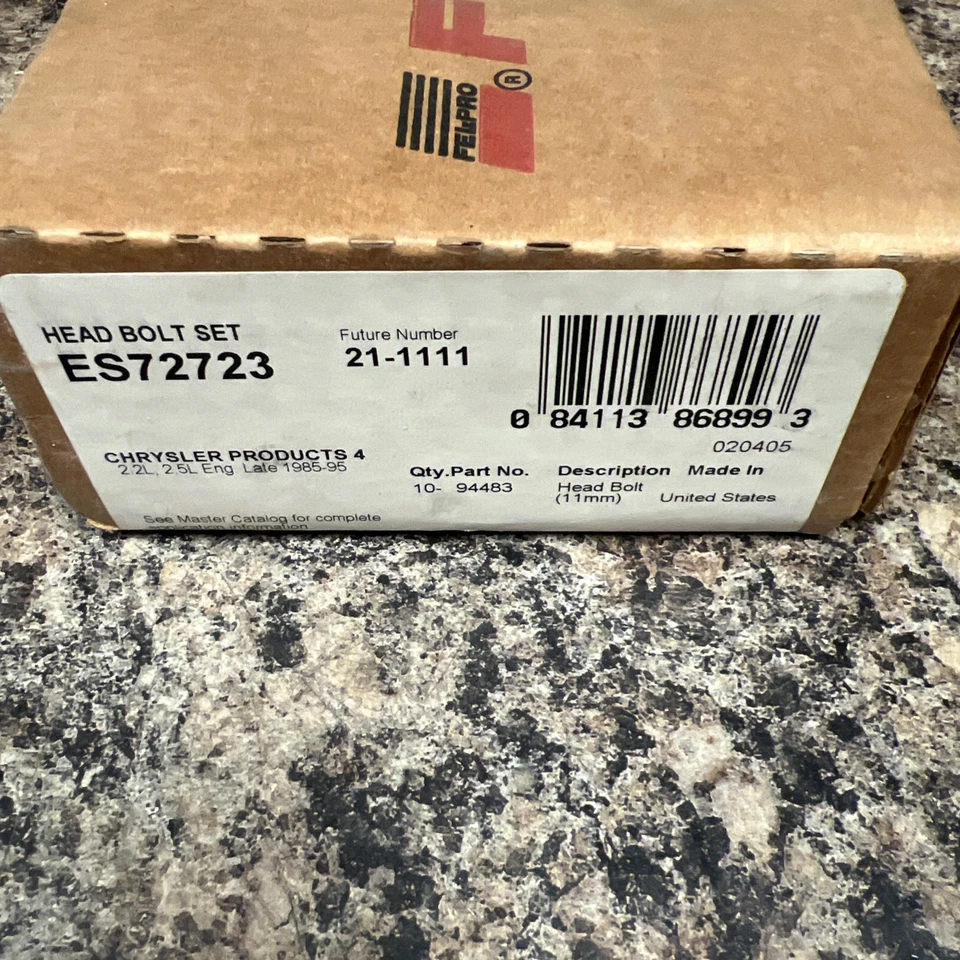 F
FEL-PRO
®
HEAD BOLT SET
ES72723
Future Number
21-1111
0 84113 86899 3
020405
CHRYSLER PRODUCTS 4
2.2L, 2.5L Eng Late 1985-95
Qty. Part No. Description Made In
10- 94483 Head Bolt
(11mm) United States
See Master Catalog for complete
application information